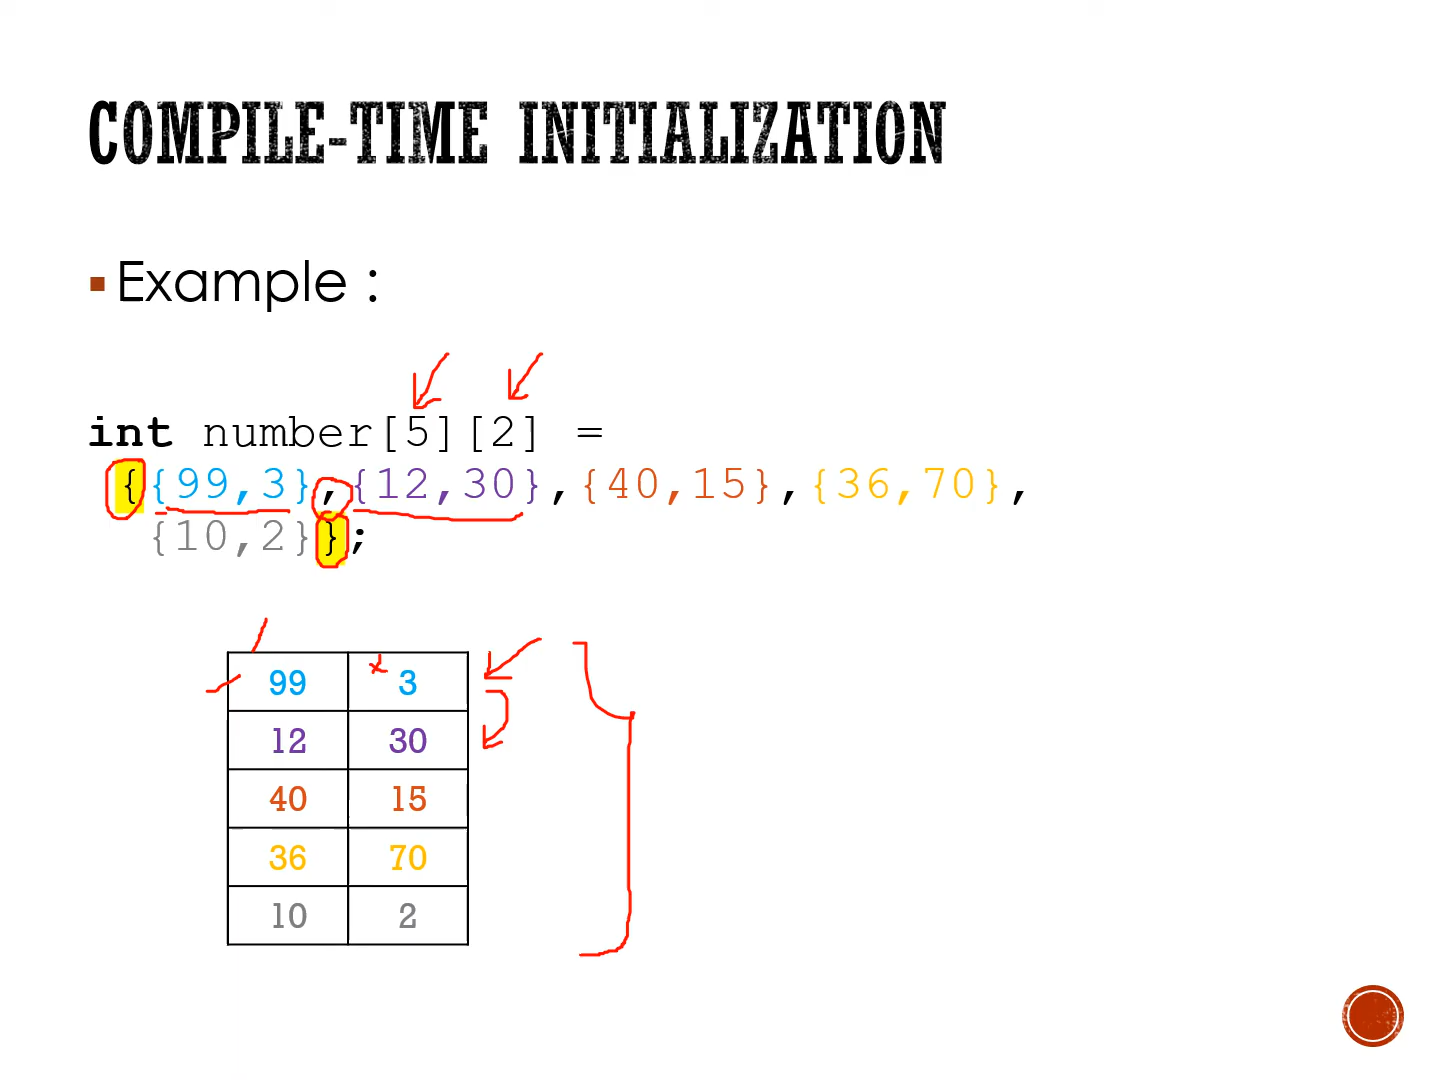 COMPILE-TIME INITIALIZATION
Example :
int number[5][2] =
{{99,3},{12,30},{40,15},{36,70},
{10,2}};
99 3
12 30
40 15
36 70
10 2